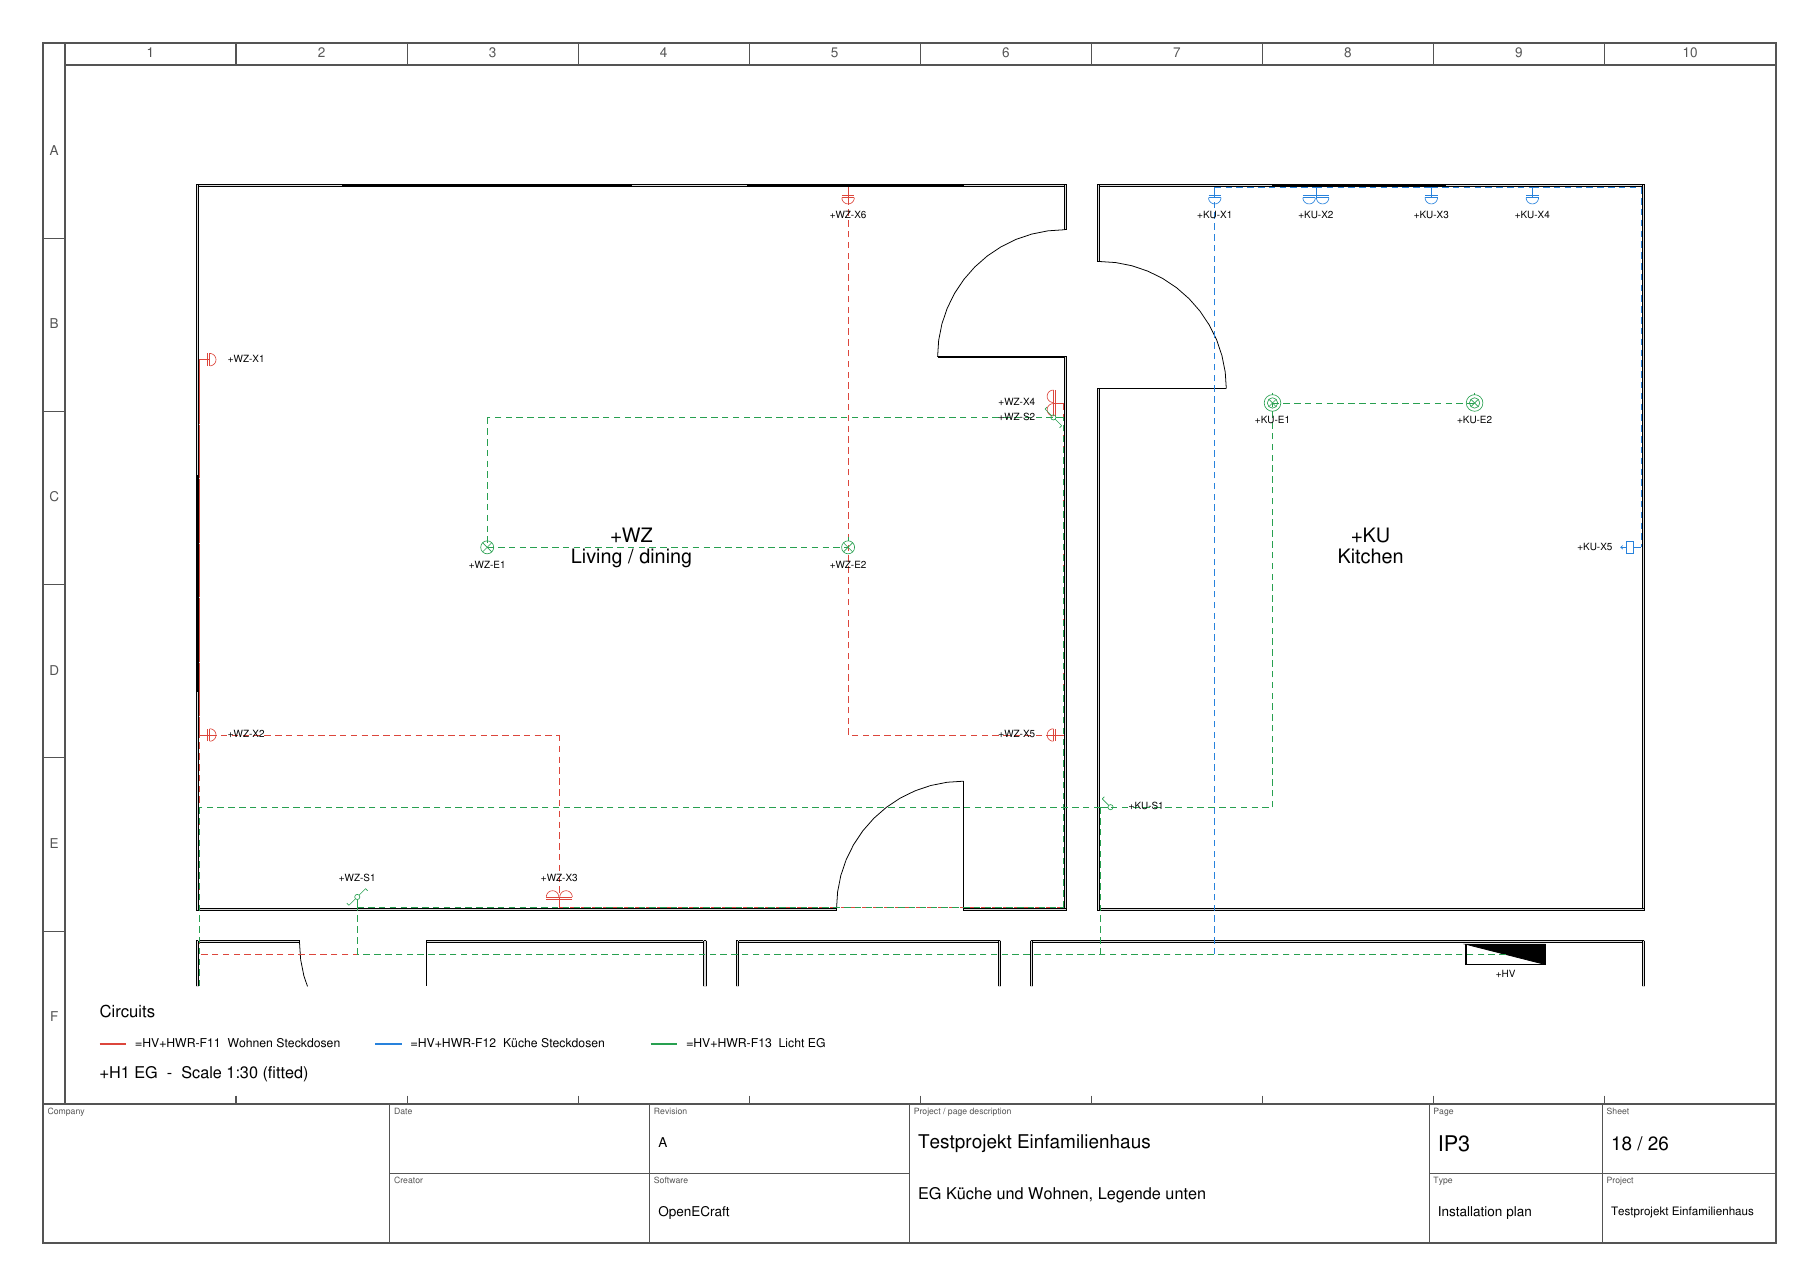 1 2 3 4 5 6 7 8 9 10
A
B
C
D
E
F
+WZ-X6
+KU-X1
+KU-X2
+KU-X3
+KU-X4
+WZ-X1
+WZ-X4
+WZ-S2
+KU-E1
+KU-E2
+WZ
Living / dining
+KU
Kitchen
+KU-X5
+WZ-E1
+WZ-E2
+WZ-X2
+WZ-X5
+KU-S1
+WZ-S1
+WZ-X3
+HV
Circuits
=HV+HWR-F11 Wohnen Steckdosen
=HV+HWR-F12 Küche Steckdosen
=HV+HWR-F13 Licht EG
+H1 EG - Scale 1:30 (fitted)
Company
Date
Revision
A
Project / page description
Testprojekt Einfamilienhaus
Page
IP3
Sheet
18 / 26
Creator
Software
OpenECraft
EG Küche und Wohnen, Legende unten
Type
Installation plan
Project
Testprojekt Einfamilienhaus